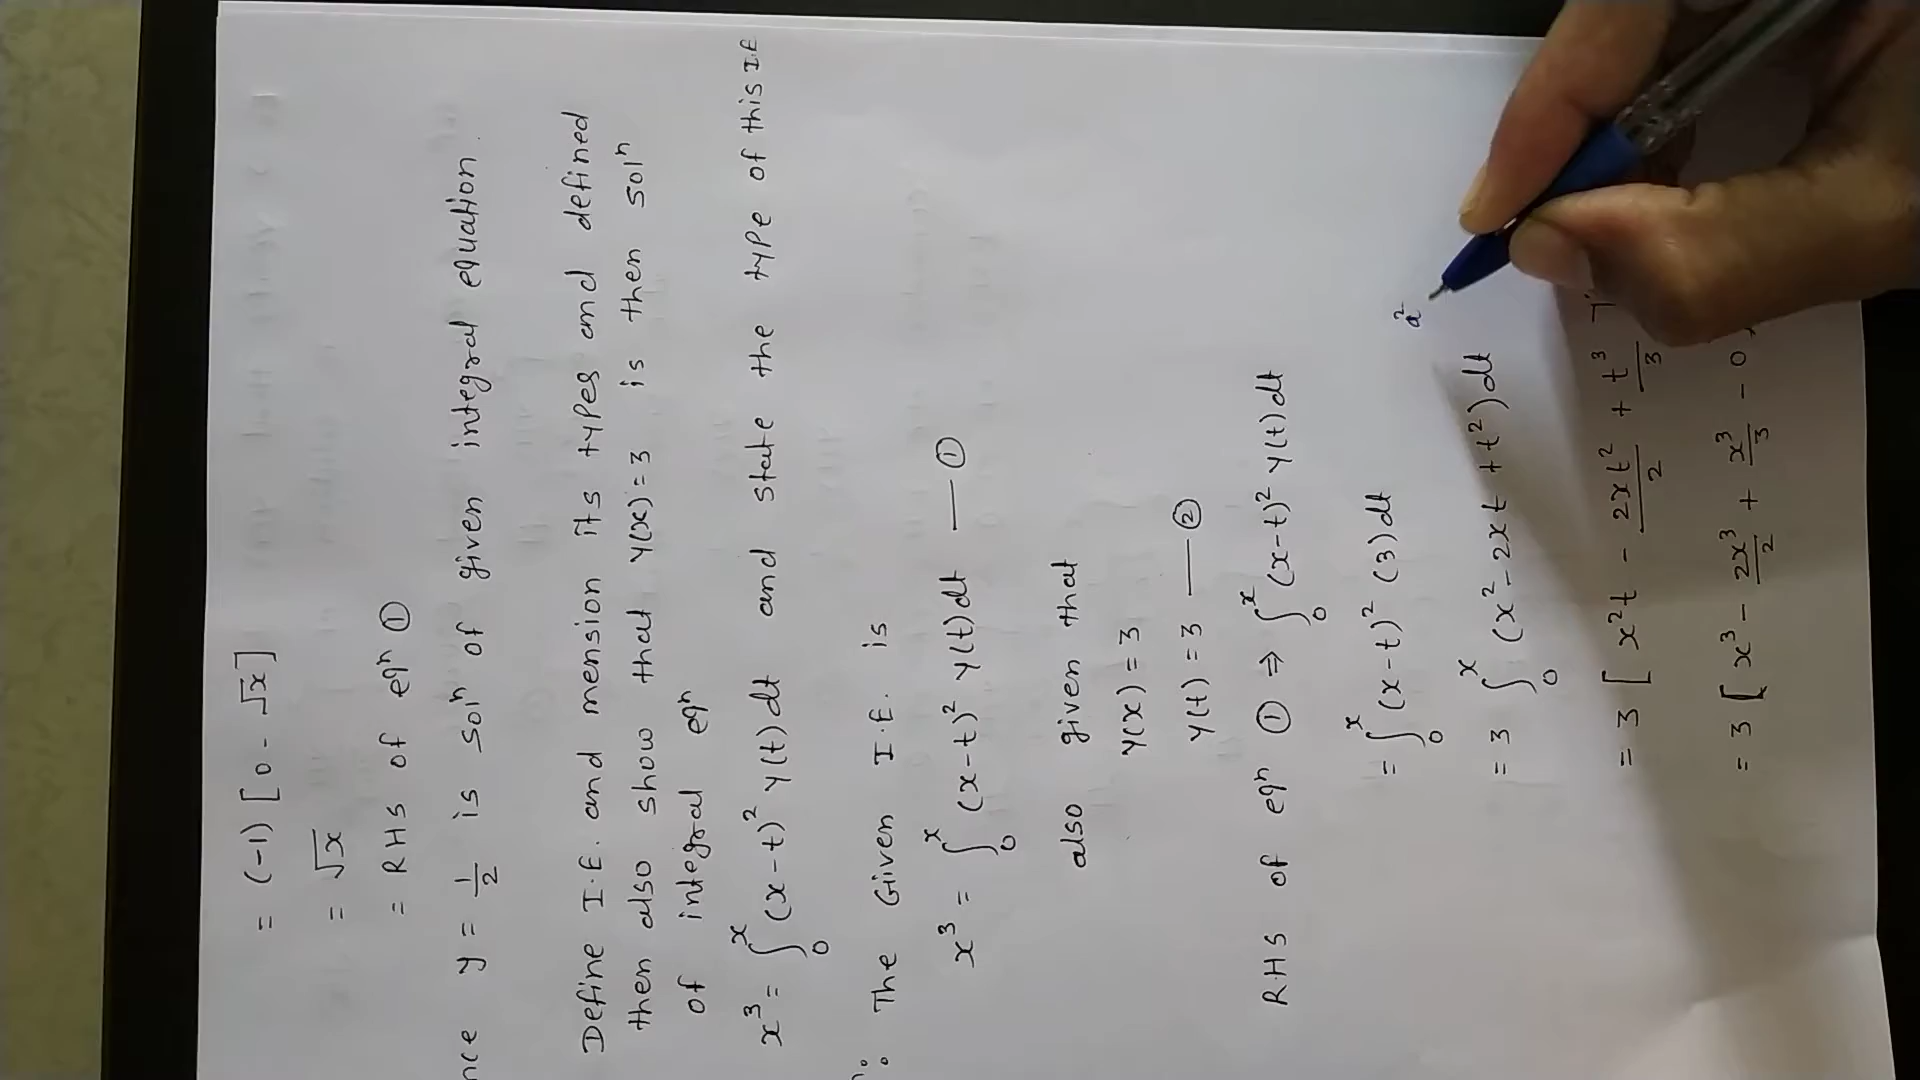 = (-1) [0 - √x]
= √x
= RHS of eqⁿ ①
nce y = 1/2 is solⁿ of given integral equation.
Define I.E. and mension its types and defined
then also show that y(x) = 3 is then solⁿ
of integral eqⁿ
x³ = ∫₀ˣ (x-t)² y(t) dt and state the type of this I.E
: The Given I.E. is
x³ = ∫₀ˣ (x-t)² y(t) dt — ①
also given that
y(x) = 3
y(t) = 3 — ②
RHS of eqⁿ ① ⇒ ∫₀ˣ (x-t)² y(t) dt
= ∫₀ˣ (x-t)² (3) dt
a²
= 3 ∫₀ˣ (x² - 2xt + t²) dt
= 3 [ x²t - 2xt²/2 + t³/3
= 3 [ x³ - 2x³/2 + x³/3 - 0